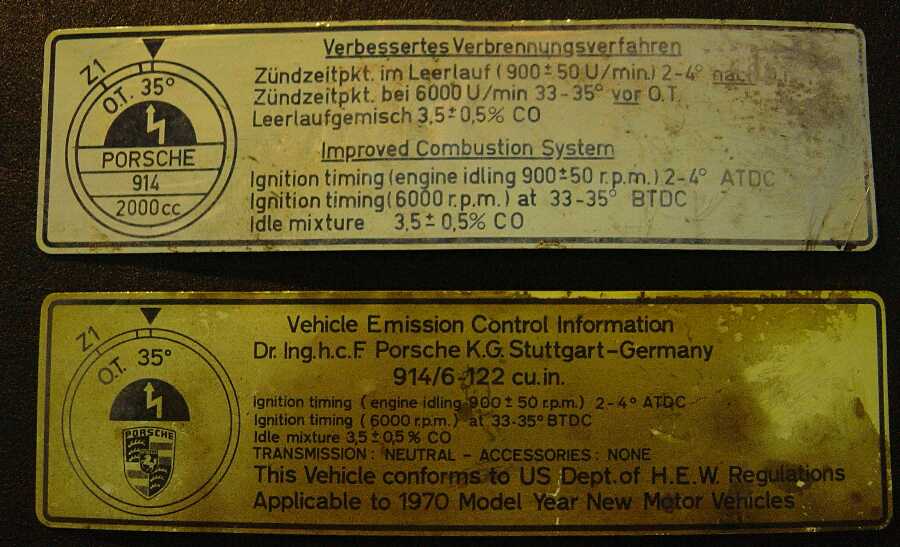 Z1
O.T. 35°
PORSCHE
914
2000cc
Verbessertes Verbrennungsverfahren
Zündzeitpkt. im Leerlauf (900±50 U/min.) 2-4° nach
Zündzeitpkt. bei 6000 U/min 33-35° vor O.T.
Leerlaufgemisch 3,5±0,5% CO
Improved Combustion System
Ignition timing (engine idling 900±50 r.p.m.) 2-4° ATDC
Ignition timing (6000 r.p.m.) at 33-35° BTDC
Idle mixture 3,5±0,5% CO
Z1
O.T. 35°
PORSCHE
Vehicle Emission Control Information
Dr. Ing.h.c.F. Porsche K.G. Stuttgart-Germany
914/6-122 cu.in.
Ignition timing (engine idling 900±50 r.p.m.) 2-4° ATDC
Ignition timing (6000 r.p.m.) at 33-35° BTDC
Idle mixture 3,5±0,5 % CO
TRANSMISSION: NEUTRAL - ACCESSORIES: NONE
This Vehicle conforms to US Dept. of H.E.W. Regulations
Applicable to 1970 Model Year New Motor Vehicles